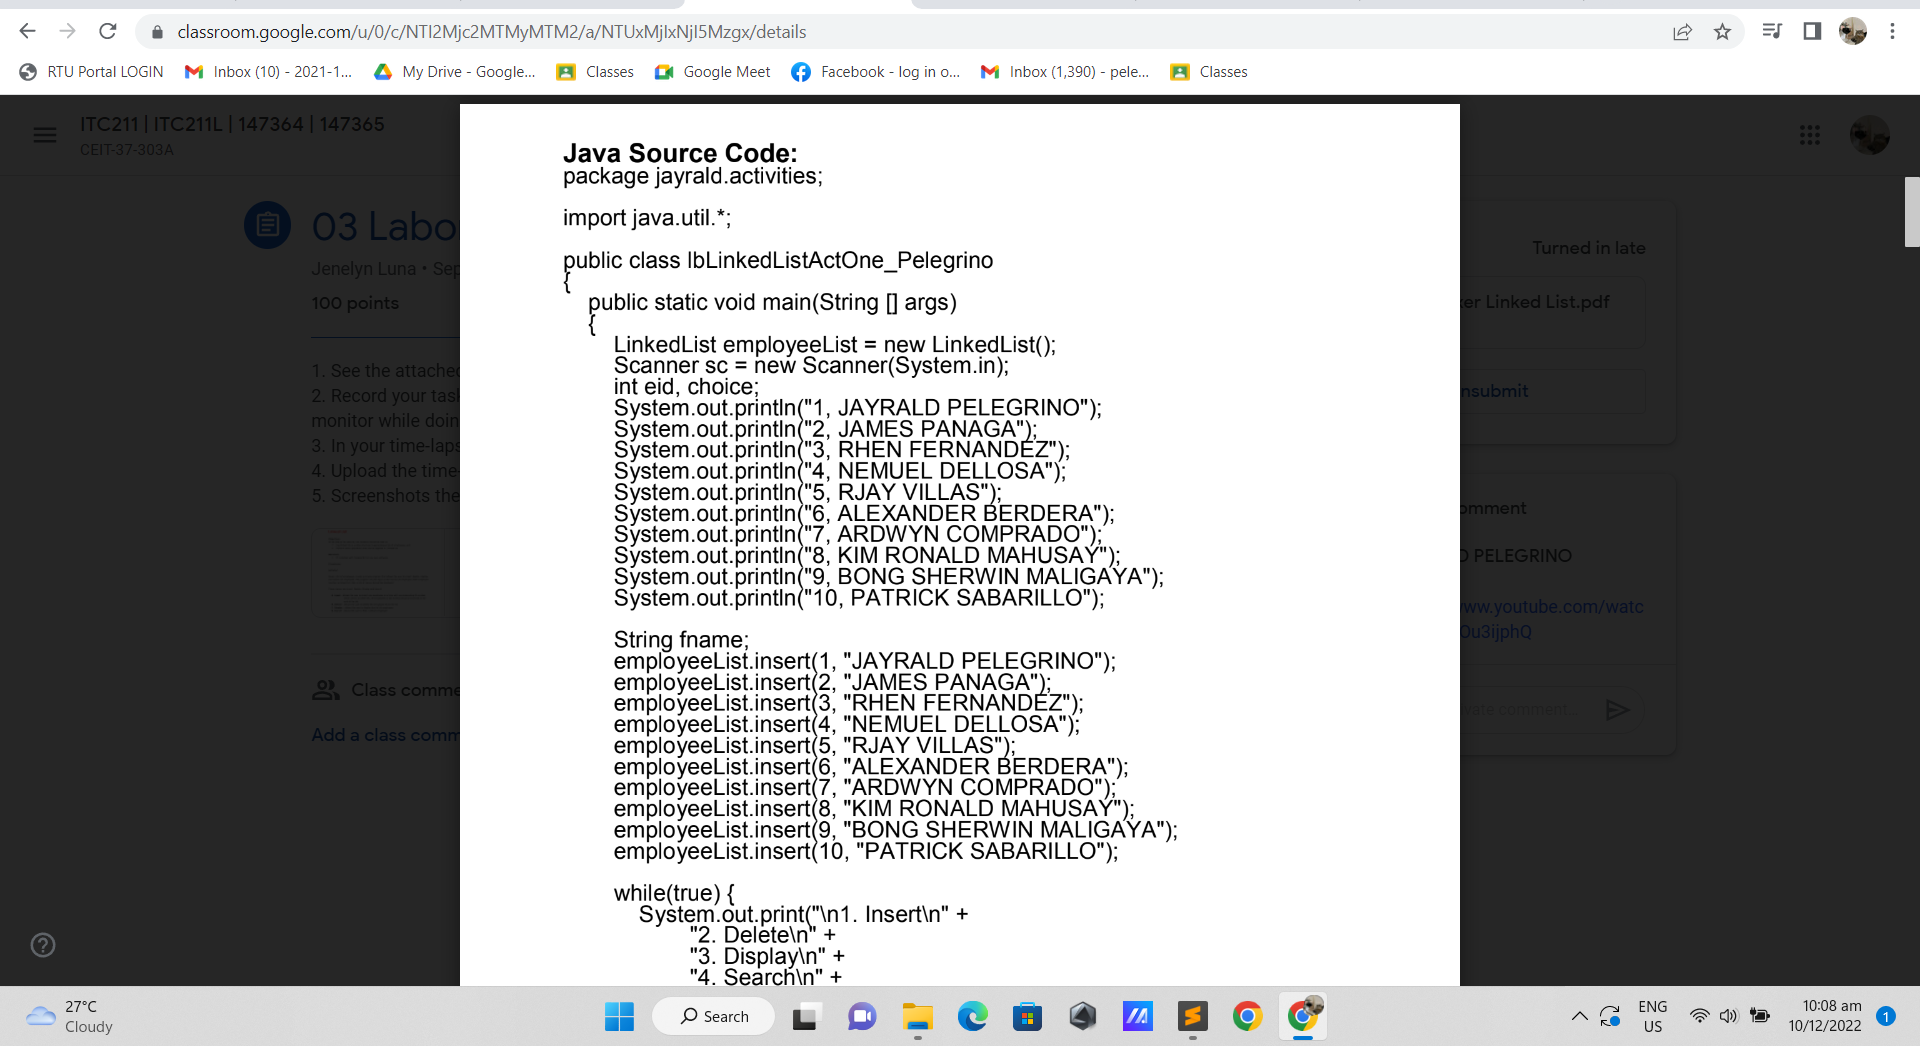 classroom.google.com/u/0/c/NTI2Mjc2MTMyMTM2/a/NTUxMjIxNjI5Mzgx/details
RTU Portal LOGIN
Inbox (10) - 2021-1...
My Drive - Google...
Classes
Google Meet
Facebook - log in o...
Inbox (1,390) - pele...
Classes
ITC211 | ITC211L | 147364 | 147365
CEIT-37-303A
03 Labo
Jenelyn Luna • Sep
100 points
1. See the attached
2. Record your task
monitor while doin
3. In your time-laps
4. Upload the time-
5. Screenshots the
Class comme
Add a class comm
Java Source Code:
package jayrald.activities;
import java.util.*;
public class lbLinkedListActOne_Pelegrino
{
public static void main(String [] args)
{
LinkedList employeeList = new LinkedList();
Scanner sc = new Scanner(System.in);
int eid, choice;
System.out.println("1, JAYRALD PELEGRINO");
System.out.println("2, JAMES PANAGA");
System.out.println("3, RHEN FERNANDEZ");
System.out.println("4, NEMUEL DELLOSA");
System.out.println("5, RJAY VILLAS");
System.out.println("6, ALEXANDER BERDERA");
System.out.println("7, ARDWYN COMPRADO");
System.out.println("8, KIM RONALD MAHUSAY");
System.out.println("9, BONG SHERWIN MALIGAYA");
System.out.println("10, PATRICK SABARILLO");
String fname;
employeeList.insert(1, "JAYRALD PELEGRINO");
employeeList.insert(2, "JAMES PANAGA");
employeeList.insert(3, "RHEN FERNANDEZ");
employeeList.insert(4, "NEMUEL DELLOSA");
employeeList.insert(5, "RJAY VILLAS");
employeeList.insert(6, "ALEXANDER BERDERA");
employeeList.insert(7, "ARDWYN COMPRADO");
employeeList.insert(8, "KIM RONALD MAHUSAY");
employeeList.insert(9, "BONG SHERWIN MALIGAYA");
employeeList.insert(10, "PATRICK SABARILLO");
while(true) {
System.out.print("\n1. Insert\n" +
"2. Delete\n" +
"3. Display\n" +
"4. Search\n" +
Turned in late
er Linked List.pdf
nsubmit
omment
O PELEGRINO
ww.youtube.com/watc
Ou3ijphQ
vate comment...
27°C
Cloudy
Search
ENG
US
10:08 am
10/12/2022
1